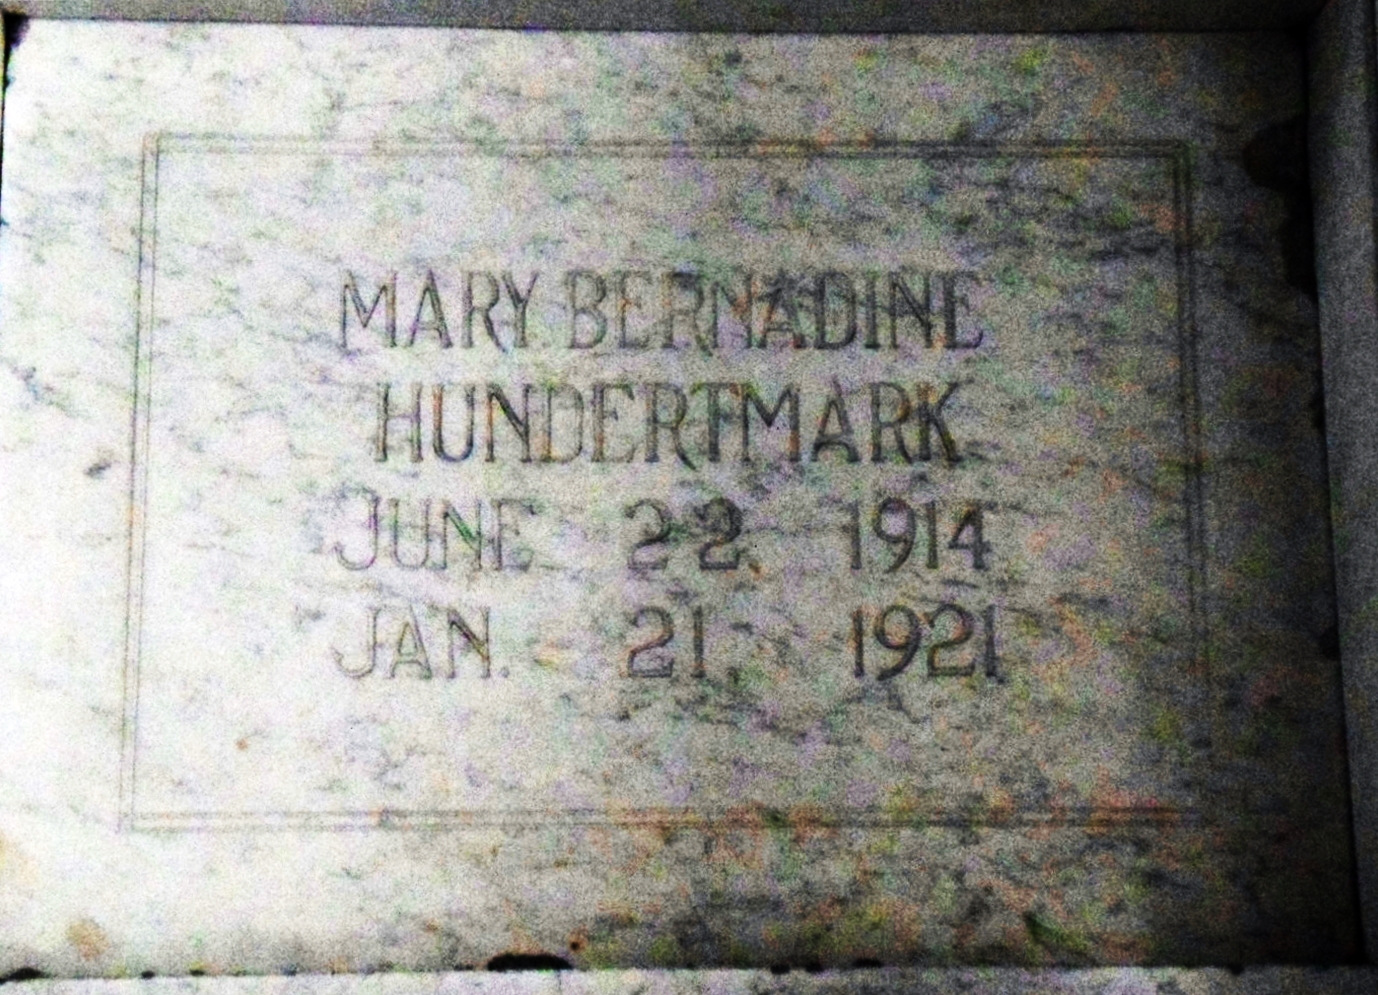 MARY BERNADINE
HUNDERTMARK
JUNE 22, 1914
JAN. 21, 1921